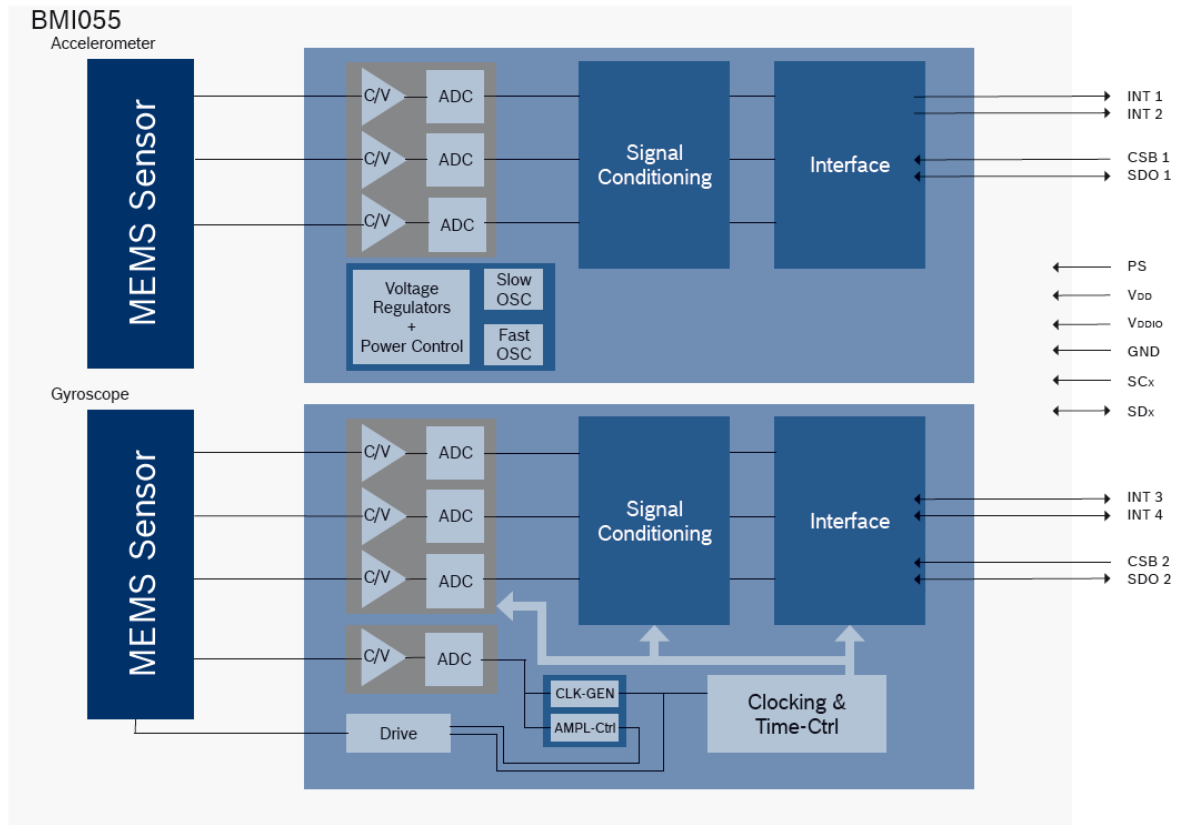 BMI055
Accelerometer
MEMS Sensor
C/V
ADC
C/V
ADC
C/V
ADC
Signal
Conditioning
Interface
Voltage
Regulators
+
Power Control
Slow
OSC
Fast
OSC
INT 1
INT 2
CSB 1
SDO 1
PS
VDD
VDDIO
GND
SCx
SDx
Gyroscope
MEMS Sensor
C/V
ADC
C/V
ADC
C/V
ADC
C/V
ADC
Signal
Conditioning
Interface
Drive
CLK-GEN
AMPL-Ctrl
Clocking &
Time-Ctrl
INT 3
INT 4
CSB 2
SDO 2